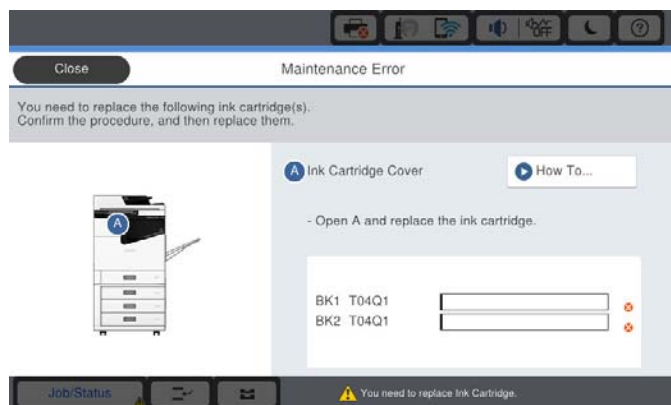 OFF
Close
Maintenance Error
You need to replace the following ink cartridge(s).
Confirm the procedure, and then replace them.
A Ink Cartridge Cover
How To...
A
- Open A and replace the ink cartridge.
BK1 T04Q1
BK2 T04Q1
Job/Status
You need to replace Ink Cartridge.